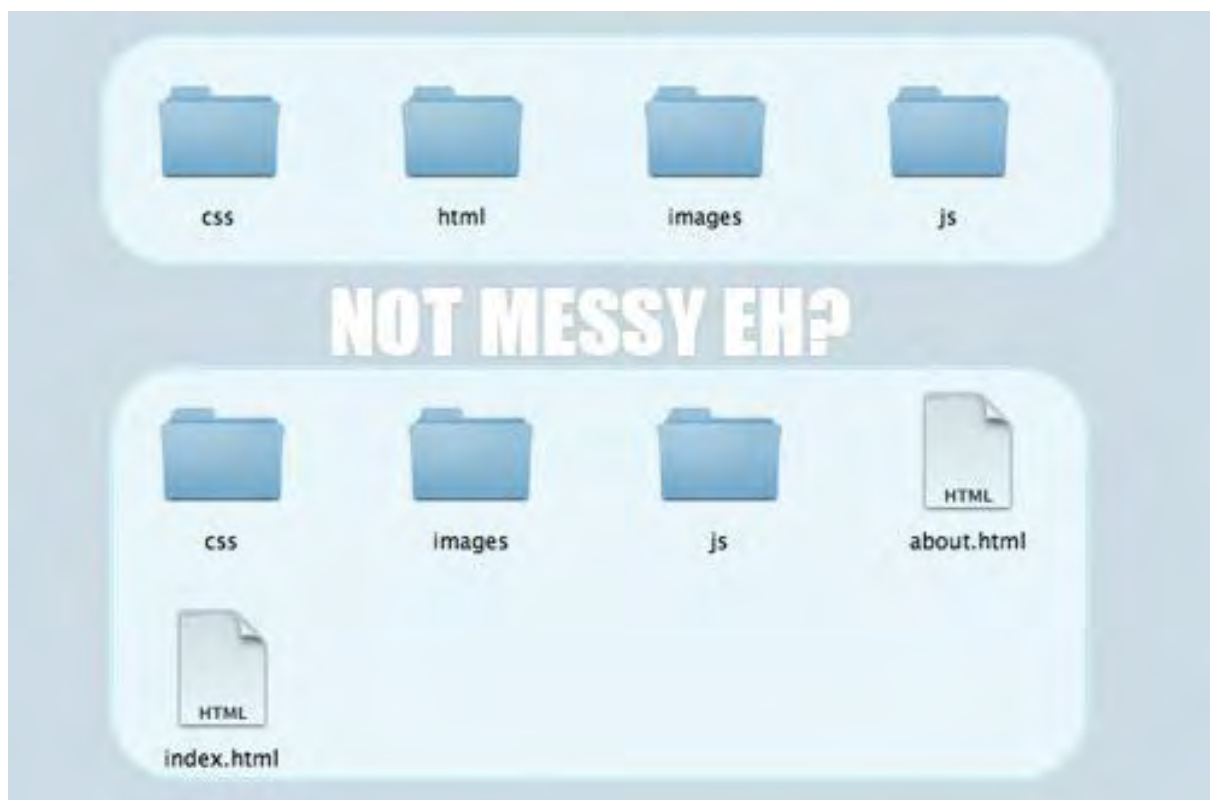 css html images js
NOT MESSY EH?
HTML
css images js about.html
HTML
index.html